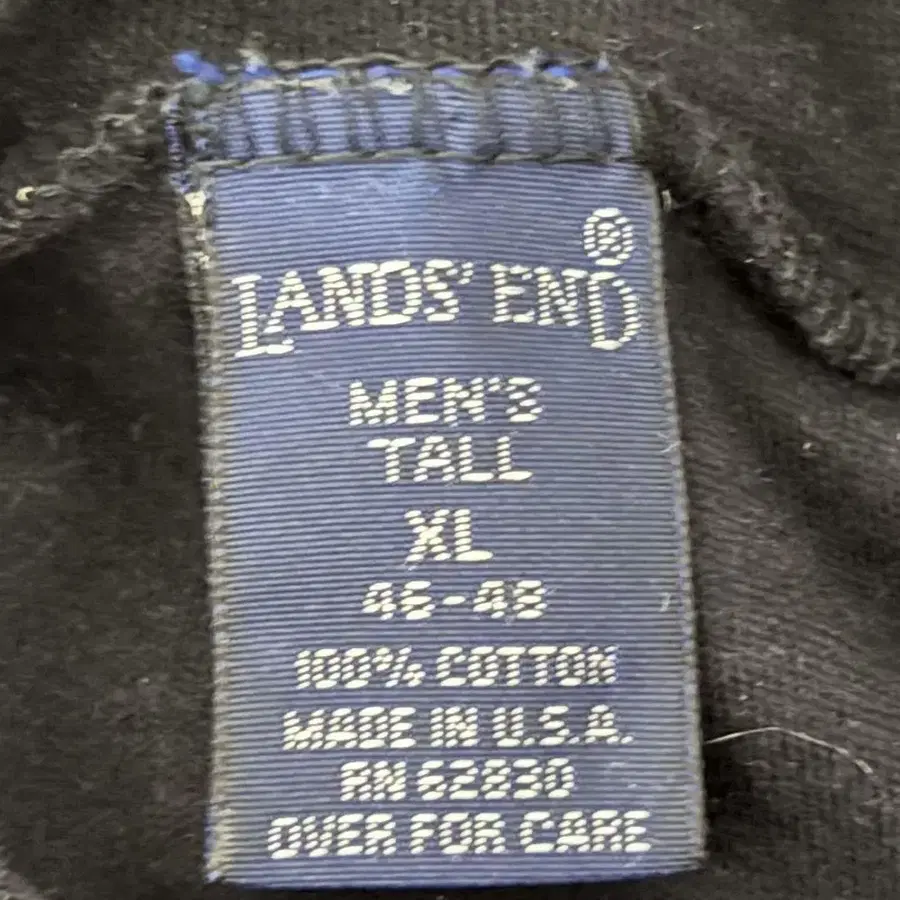 LANDS' END®
MEN'S
TALL
XL
46-48
100% COTTON
MADE IN U.S.A.
RN 62830
OVER FOR CARE